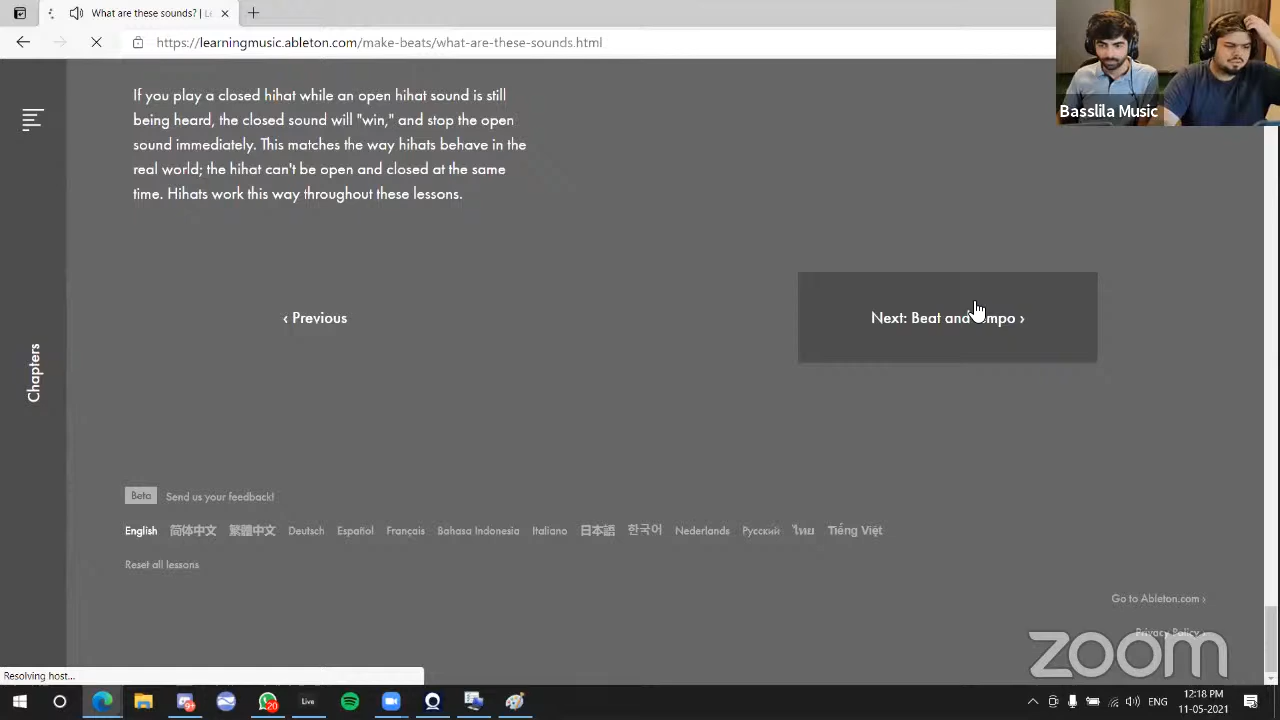 What are these sounds? | Le
https://learningmusic.ableton.com/make-beats/what-are-these-sounds.html
Basslila Music
If you play a closed hihat while an open hihat sound is still
being heard, the closed sound will "win," and stop the open
sound immediately. This matches the way hihats behave in the
real world; the hihat can't be open and closed at the same
time. Hihats work this way throughout these lessons.
‹ Previous
Next: Beat and tempo ›
Chapters
Beta Send us your feedback!
English 简体中文 繁體中文 Deutsch Español Français Bahasa Indonesia Italiano 日本語 한국어 Nederlands Русский ไทย Tiếng Việt
Reset all lessons
Go to Ableton.com ›
Privacy Policy ›
zoom
Resolving host...
9+
20
Live
ENG
12:18 PM
11-05-2021